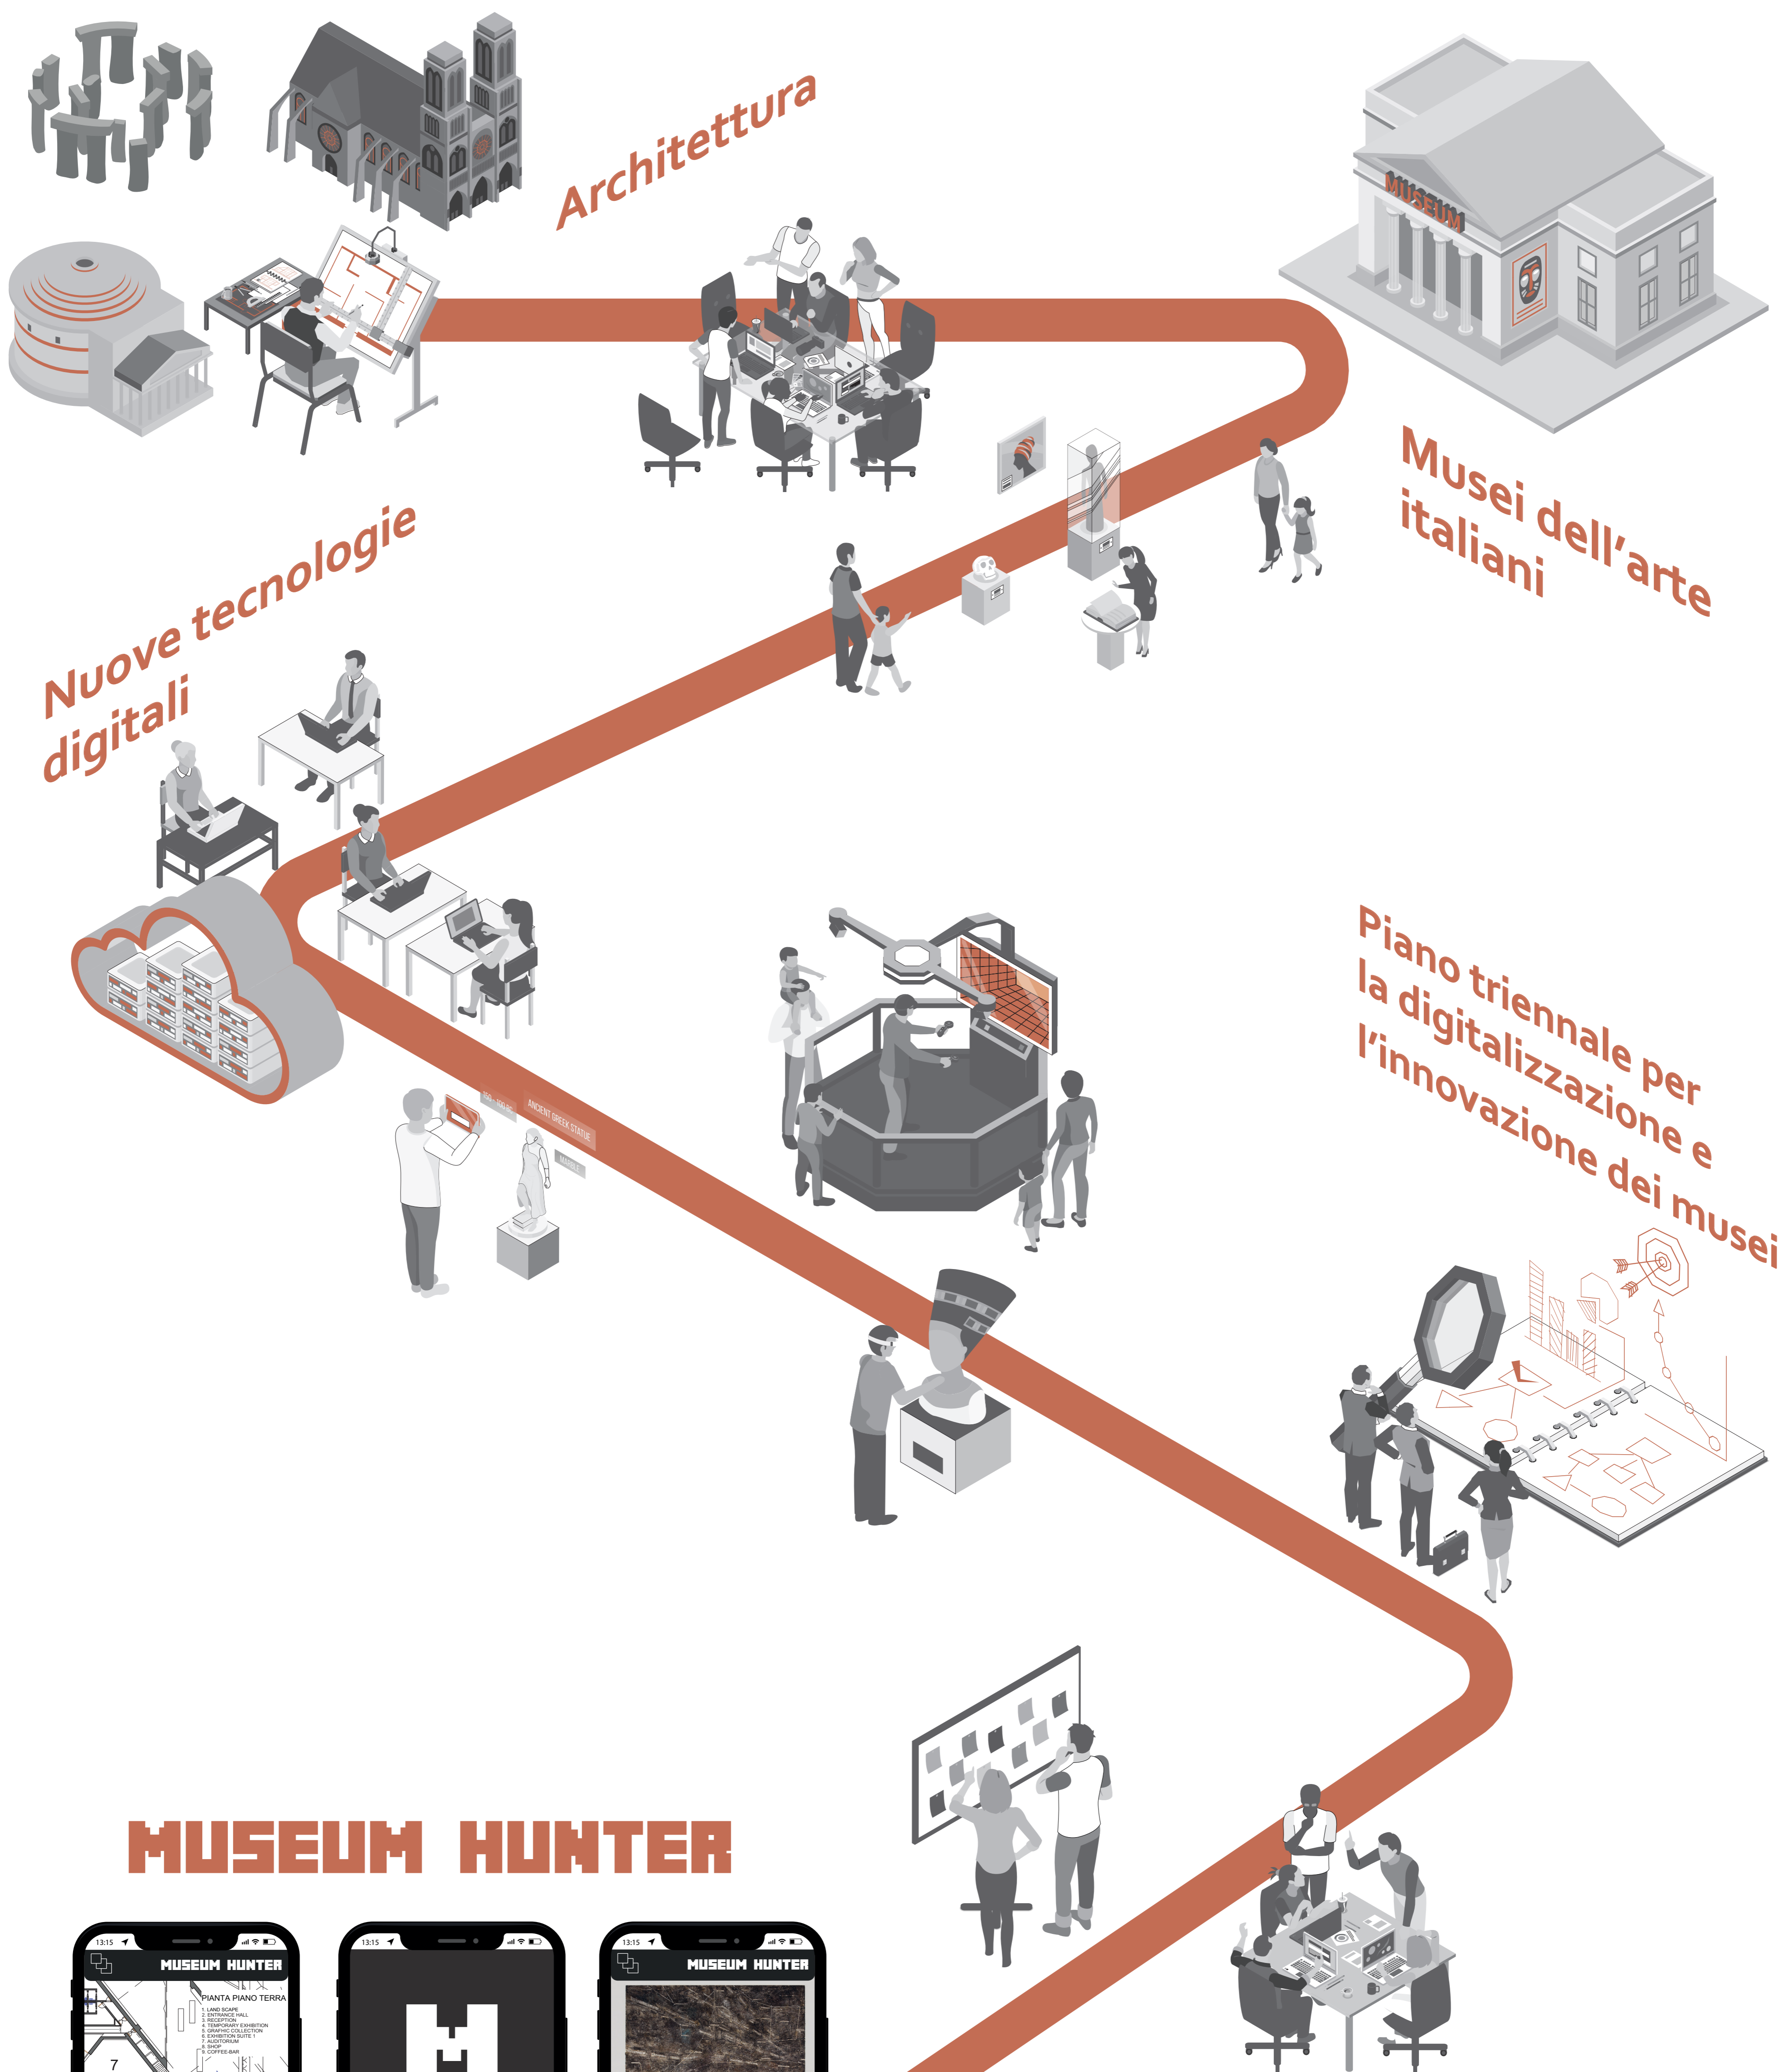 Architettura
MUSEUM
Musei dell'arte
italiani
Nuove tecnologie
digitali
ANCIENT GREEK STATUE
MARBLE
Piano triennale per
la digitalizzazione e
l'innovazione dei musei
MUSEUM HUNTER
13:15
MUSEUM HUNTER
PIANTA PIANO TERRA
1. LAND SCAPE
2. ENTRANCE HALL
3. RECEPTION
4. TEMPORARY EXHIBITION
5. GRAFHIC COLLECTION
6. EXHIBITION SUITE 1
7. AUDITORIUM
8. SHOP
9. COFFEE-BAR
7
13:15
13:15
MUSEUM HUNTER